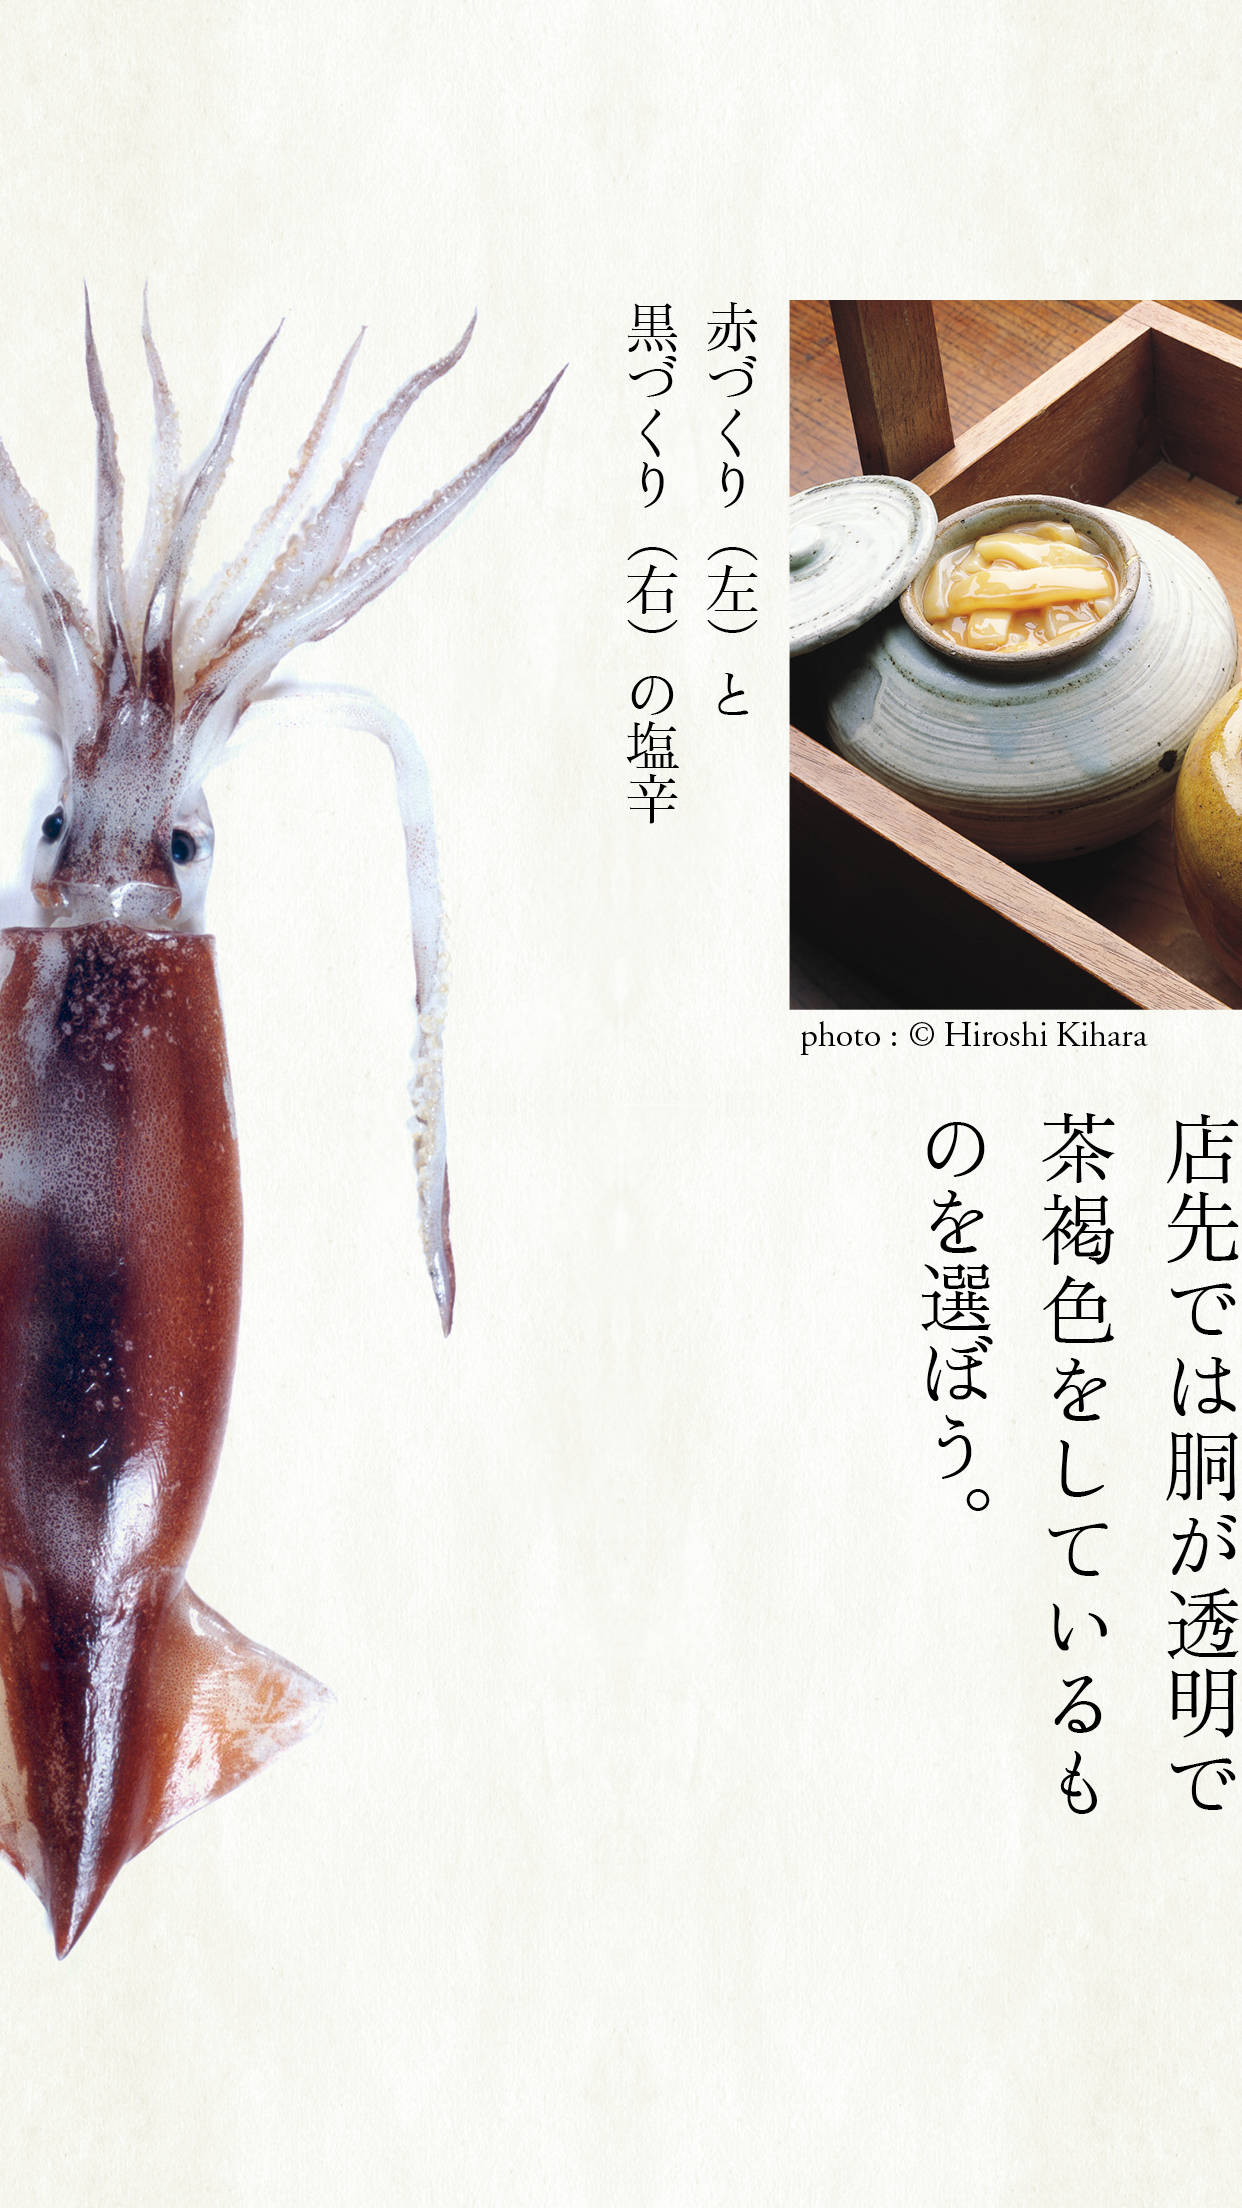 店先では胴が透明で
茶褐色をしているも
のを選ぼう。
photo : © Hiroshi Kihara
赤づくり（左）と
黒づくり（右）の塩辛